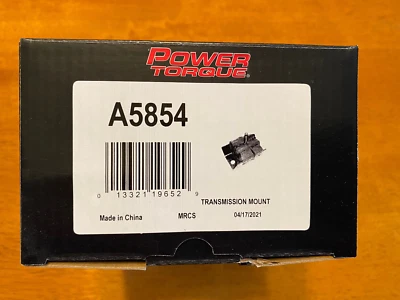 POWER
TORQUE®
A5854
0 13321 19652 9
TRANSMISSION MOUNT
Made in China MRCS 04/17/2021